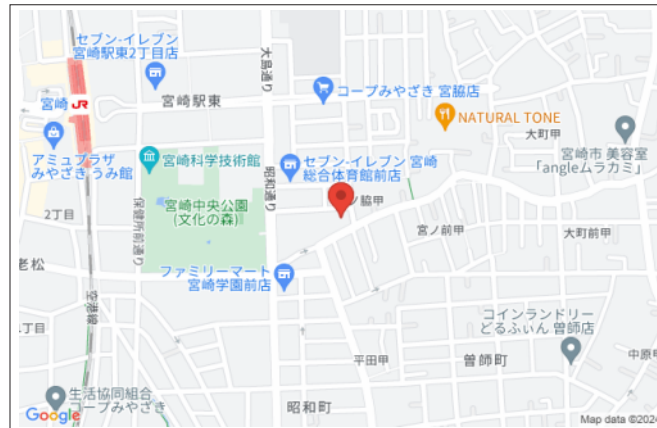 セブン-イレブン
宮崎駅東2丁目店
大島通り
宮崎 JR
宮崎駅東
コープみやざき 宮脇店
NATURAL TONE
大町甲
アミュプラザ
みやざき うみ館
宮崎科学技術館
セブン-イレブン 宮崎
総合体育館前店
宮崎市 美容室
「angleムラカミ」
2丁目
保健所前通り
宮崎中央公園
(文化の森)
昭和通り
ノ脇甲
宮ノ前甲
大町前甲
老松
ファミリーマート
宮崎学園前店
空港線
1丁目
コインランドリー
どるふぃん 曽師店
平田甲
曽師町
中原甲
生活協同組合
コープみやざき
昭和町
Google
Map data ©2024